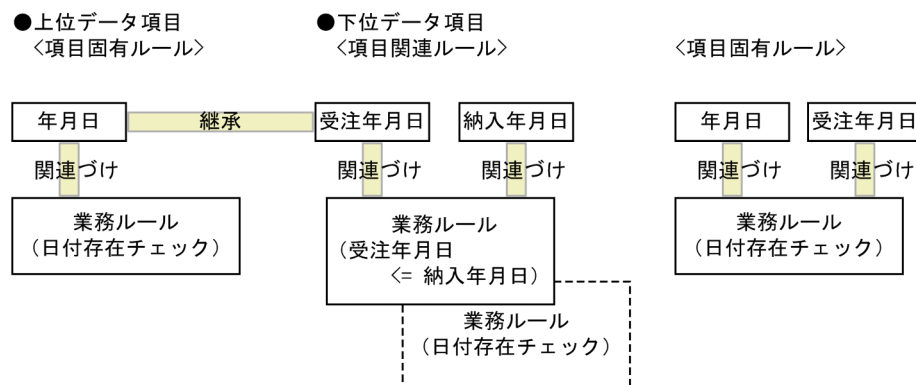 ●上位データ項目
〈項目固有ルール〉
●下位データ項目
〈項目関連ルール〉
〈項目固有ルール〉
年月日
継承
受注年月日
納入年月日
年月日
受注年月日
関連づけ
関連づけ
関連づけ
関連づけ
関連づけ
業務ルール
(日付存在チェック)
業務ルール
(受注年月日
<= 納入年月日)
業務ルール
(日付存在チェック)
業務ルール
(日付存在チェック)